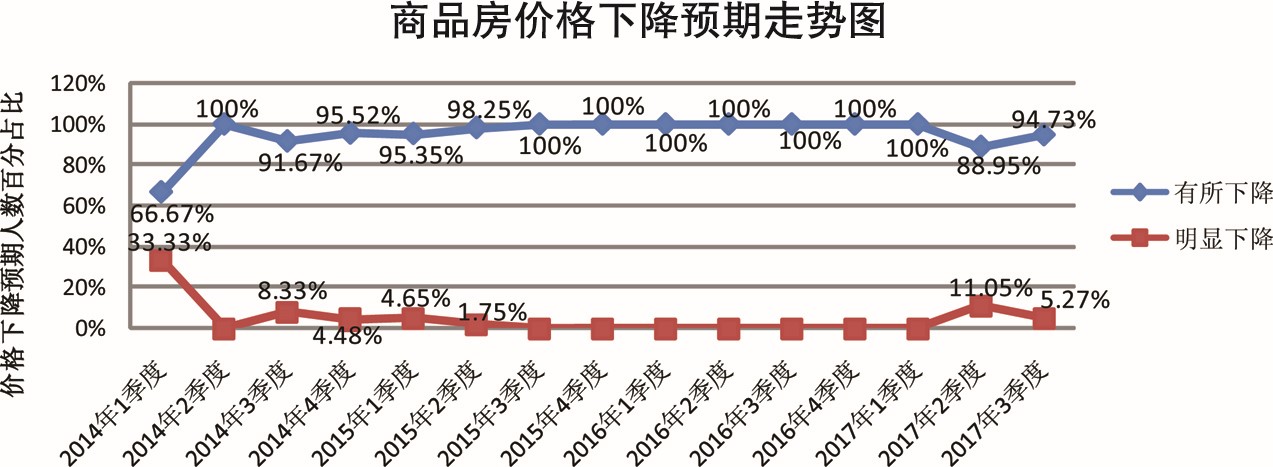 商品房价格下降预期走势图
价格下降预期人数百分占比
120%
100%
80%
60%
40%
20%
0%
66.67%
100%
91.67%
95.52%
95.35%
98.25%
100%
100%
100%
100%
100%
100%
100%
88.95%
94.73%
33.33%
8.33%
4.48%
4.65%
1.75%
11.05%
5.27%
2014年1季度
2014年2季度
2014年3季度
2014年4季度
2015年1季度
2015年2季度
2015年3季度
2015年4季度
2016年1季度
2016年2季度
2016年3季度
2016年4季度
2017年1季度
2017年2季度
2017年3季度
有所下降
明显下降